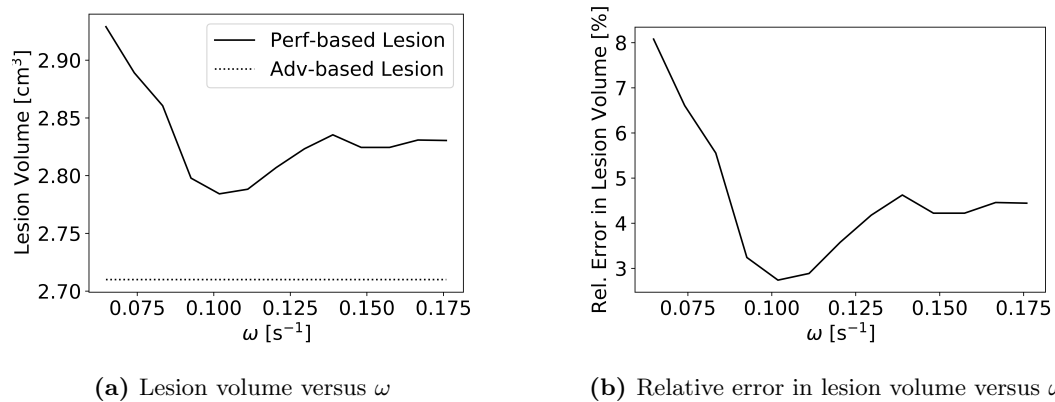 Perf-based Lesion
Adv-based Lesion
Lesion Volume [cm³]
2.90
2.85
2.80
2.75
2.70
0.075 0.100 0.125 0.150 0.175
ω [s⁻¹]
(a) Lesion volume versus ω
Rel. Error in Lesion Volume [%]
8
7
6
5
4
3
0.075 0.100 0.125 0.150 0.175
ω [s⁻¹]
(b) Relative error in lesion volume versus ω